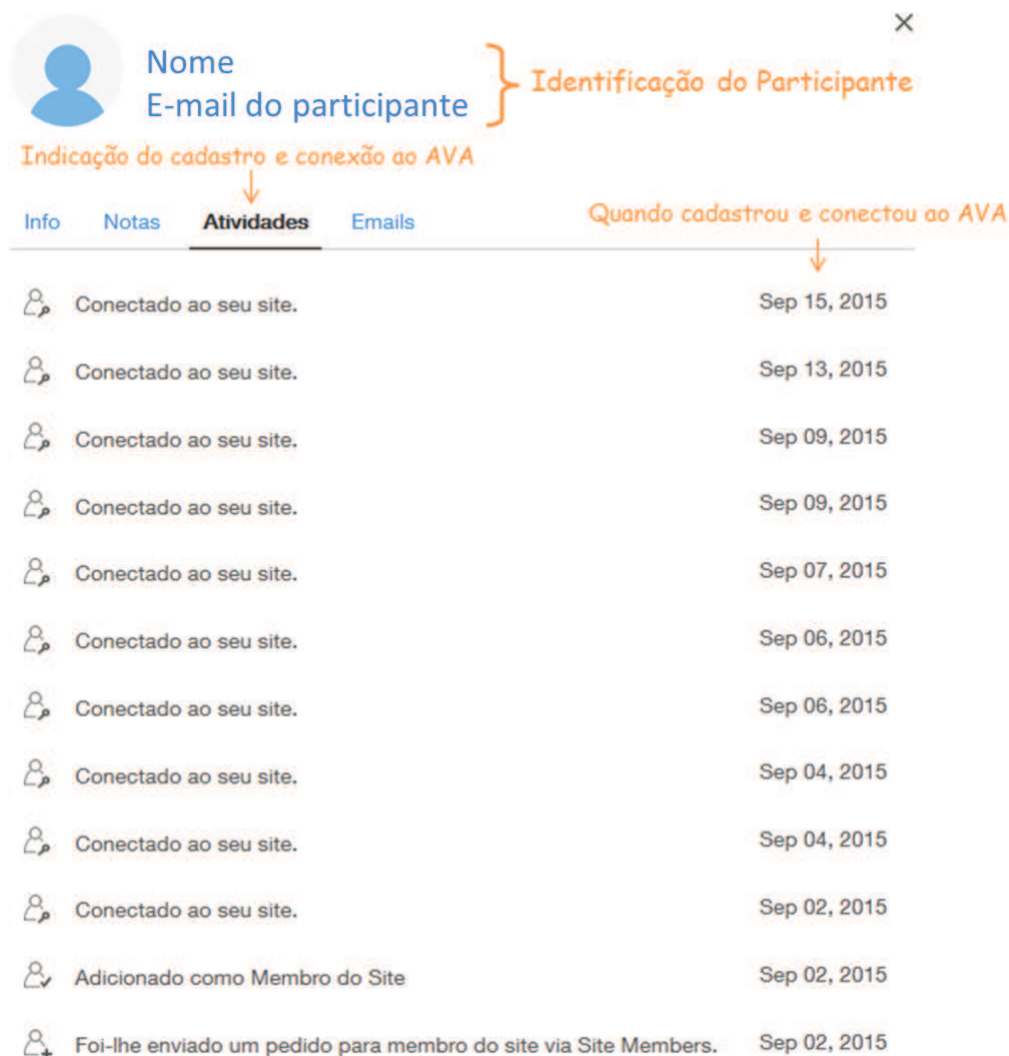 ×
Nome
E-mail do participante
Identificação do Participante
Indicação do cadastro e conexão ao AVA
Info Notas Atividades Emails
Quando cadastrou e conectou ao AVA
Conectado ao seu site. Sep 15, 2015
Conectado ao seu site. Sep 13, 2015
Conectado ao seu site. Sep 09, 2015
Conectado ao seu site. Sep 09, 2015
Conectado ao seu site. Sep 07, 2015
Conectado ao seu site. Sep 06, 2015
Conectado ao seu site. Sep 06, 2015
Conectado ao seu site. Sep 04, 2015
Conectado ao seu site. Sep 04, 2015
Conectado ao seu site. Sep 02, 2015
Adicionado como Membro do Site Sep 02, 2015
Foi-lhe enviado um pedido para membro do site via Site Members. Sep 02, 2015